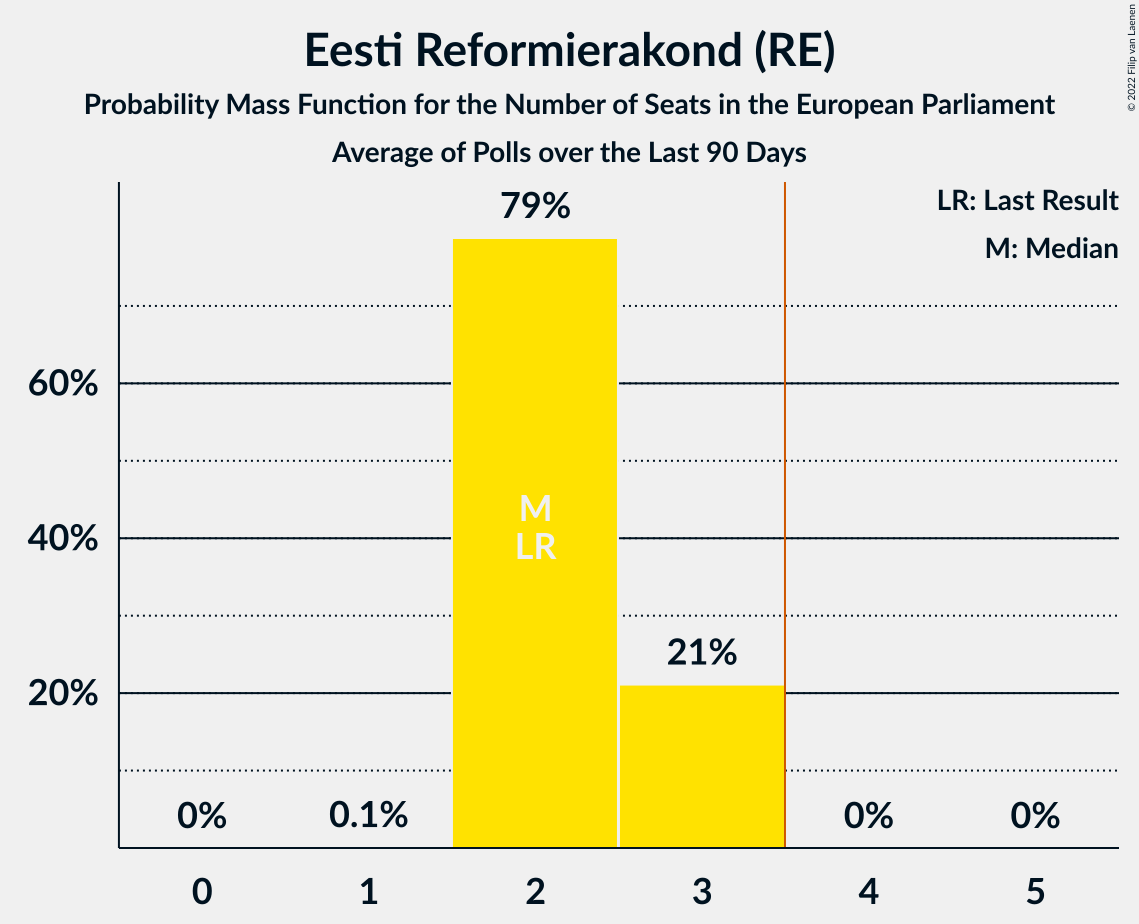 Eesti Reformierakond (RE)
Probability Mass Function for the Number of Seats in the European Parliament
Average of Polls over the Last 90 Days
© 2022 Filip van Laenen
LR: Last Result
M: Median
79%
60%
M
40%
LR
21%
20%
0%
0.1%
0%
0%
0
1
2
3
4
5